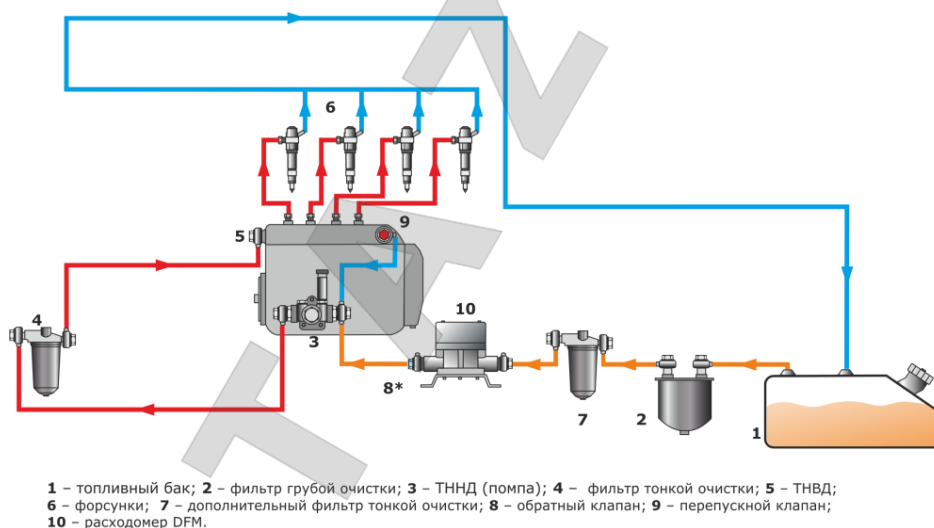 6
9
5
4
3
10
8*
7
2
1
1 – топливный бак; 2 – фильтр грубой очистки; 3 – ТННД (помпа); 4 – фильтр тонкой очистки; 5 – ТНВД;
6 – форсунки; 7 – дополнительный фильтр тонкой очистки; 8 – обратный клапан; 9 – перепускной клапан;
10 – расходомер DFM.
TAN